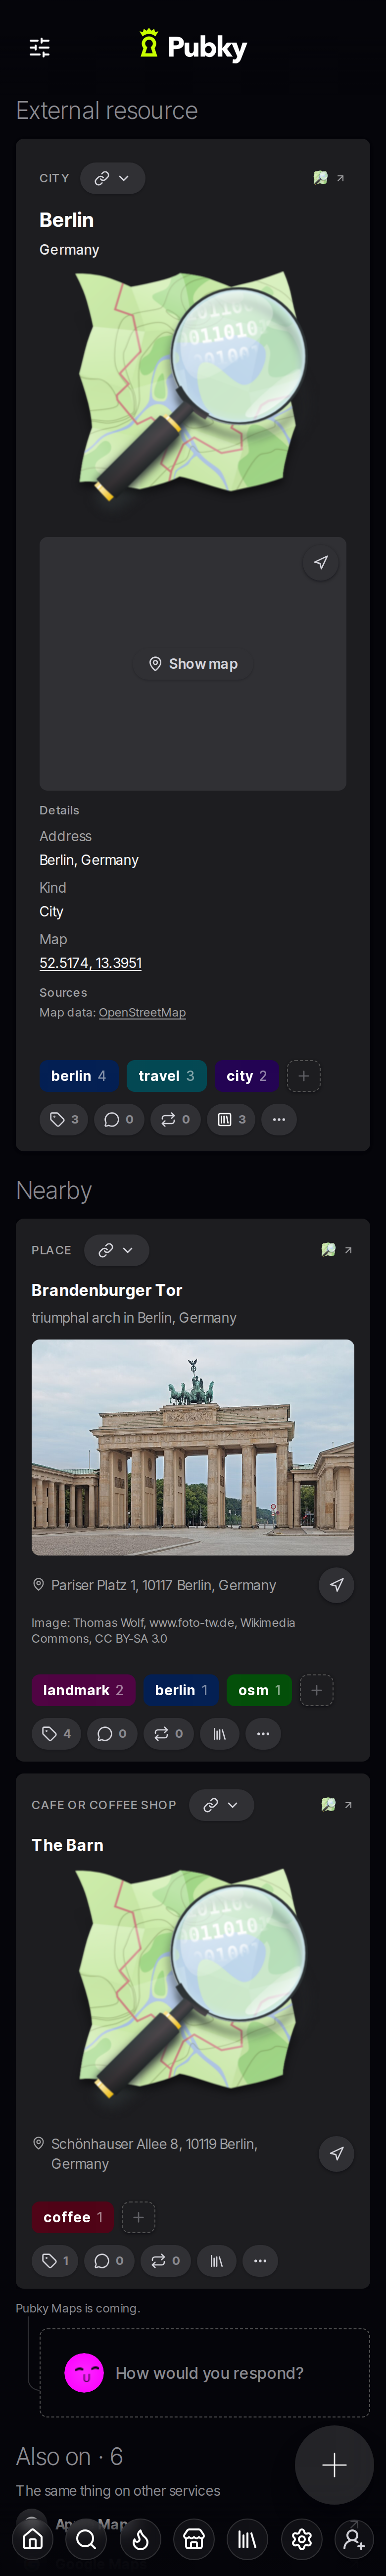 Pubky
External resource
CITY
Berlin
Germany
011010
Show map
Details
Address
Berlin, Germany
Kind
City
Map
52.5174, 13.3951
Sources
Map data: OpenStreetMap
berlin 4
travel 3
city 2
3
0
0
3
Nearby
PLACE
Brandenburger Tor
triumphal arch in Berlin, Germany
Pariser Platz 1, 10117 Berlin, Germany
Image: Thomas Wolf, www.foto-tw.de, Wikimedia
Commons, CC BY-SA 3.0
landmark 2
berlin 1
osm 1
4
0
0
CAFE OR COFFEE SHOP
The Barn
011010
Schönhauser Allee 8, 10119 Berlin,
Germany
coffee 1
1
0
0
Pubky Maps is coming.
How would you respond?
Also on · 6
The same thing on other services